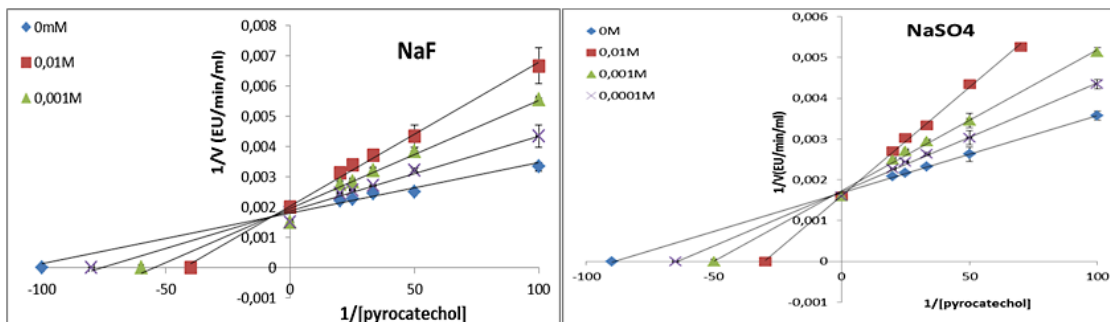 NaF
0mM
0,01M
0,001M
1/V (EU/min/ml)
0,008
0,007
0,006
0,005
0,004
0,003
0,002
0,001
0
-0,001
-100
-50
0
50
100
1/[pyrocatechol]
NaSO4
0M
0,01M
0,001M
0,0001M
1/V(EU/min/ml)
0,006
0,005
0,004
0,003
0,002
0,001
0
-0,001
-100
-50
0
50
100
1/[pyrocatechol]